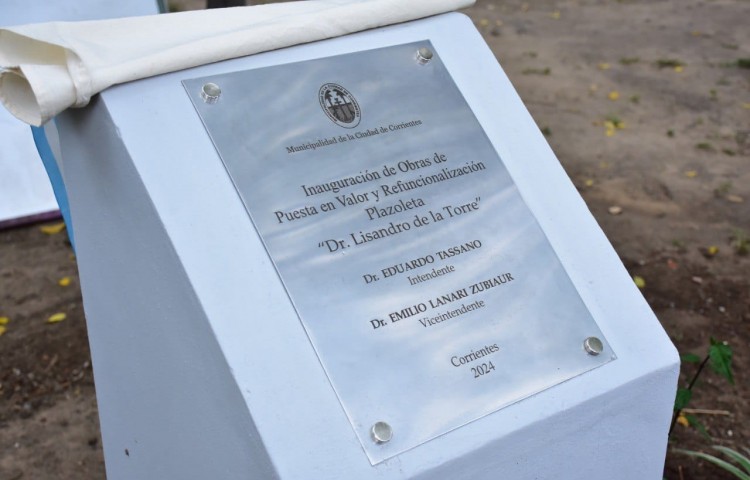 Municipalidad de la Ciudad de Corrientes
Inauguración de Obras de
Puesta en Valor y Refuncionalización
Plazoleta
“Dr. Lisandro de la Torre”
Dr. EDUARDO TASSANO
Intendente
Dr. EMILIO LANARI ZUBIAUR
Viceintendente
Corrientes
2024